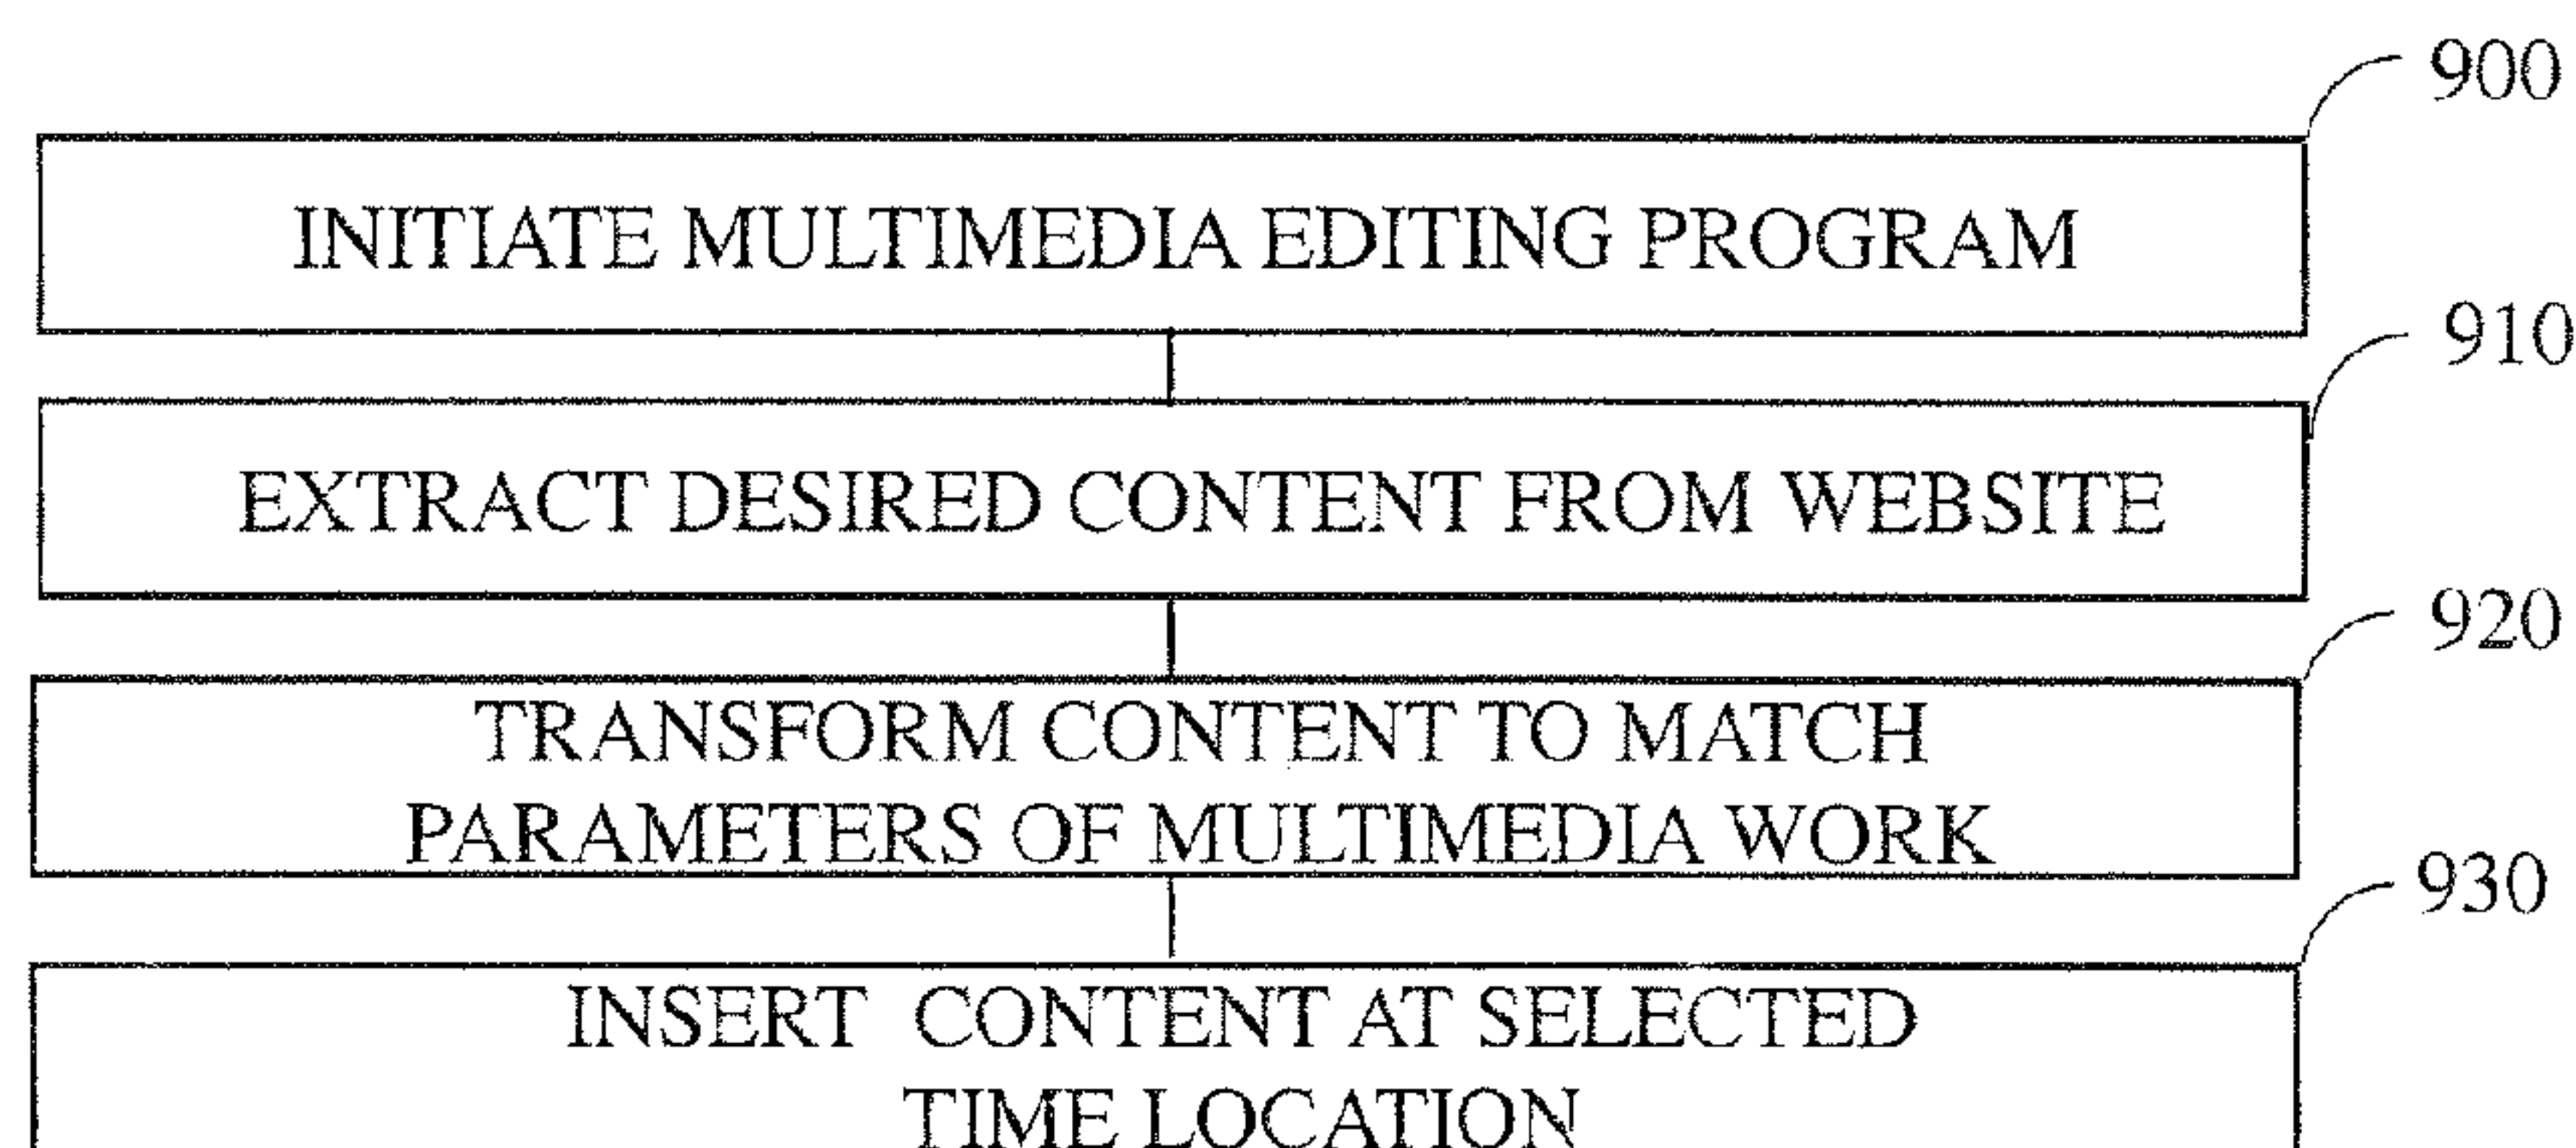 900
INITIATE MULTIMEDIA EDITING PROGRAM
910
EXTRACT DESIRED CONTENT FROM WEBSITE
920
TRANSFORM CONTENT TO MATCH
PARAMETERS OF MULTIMEDIA WORK
930
INSERT CONTENT AT SELECTED
TIME LOCATION